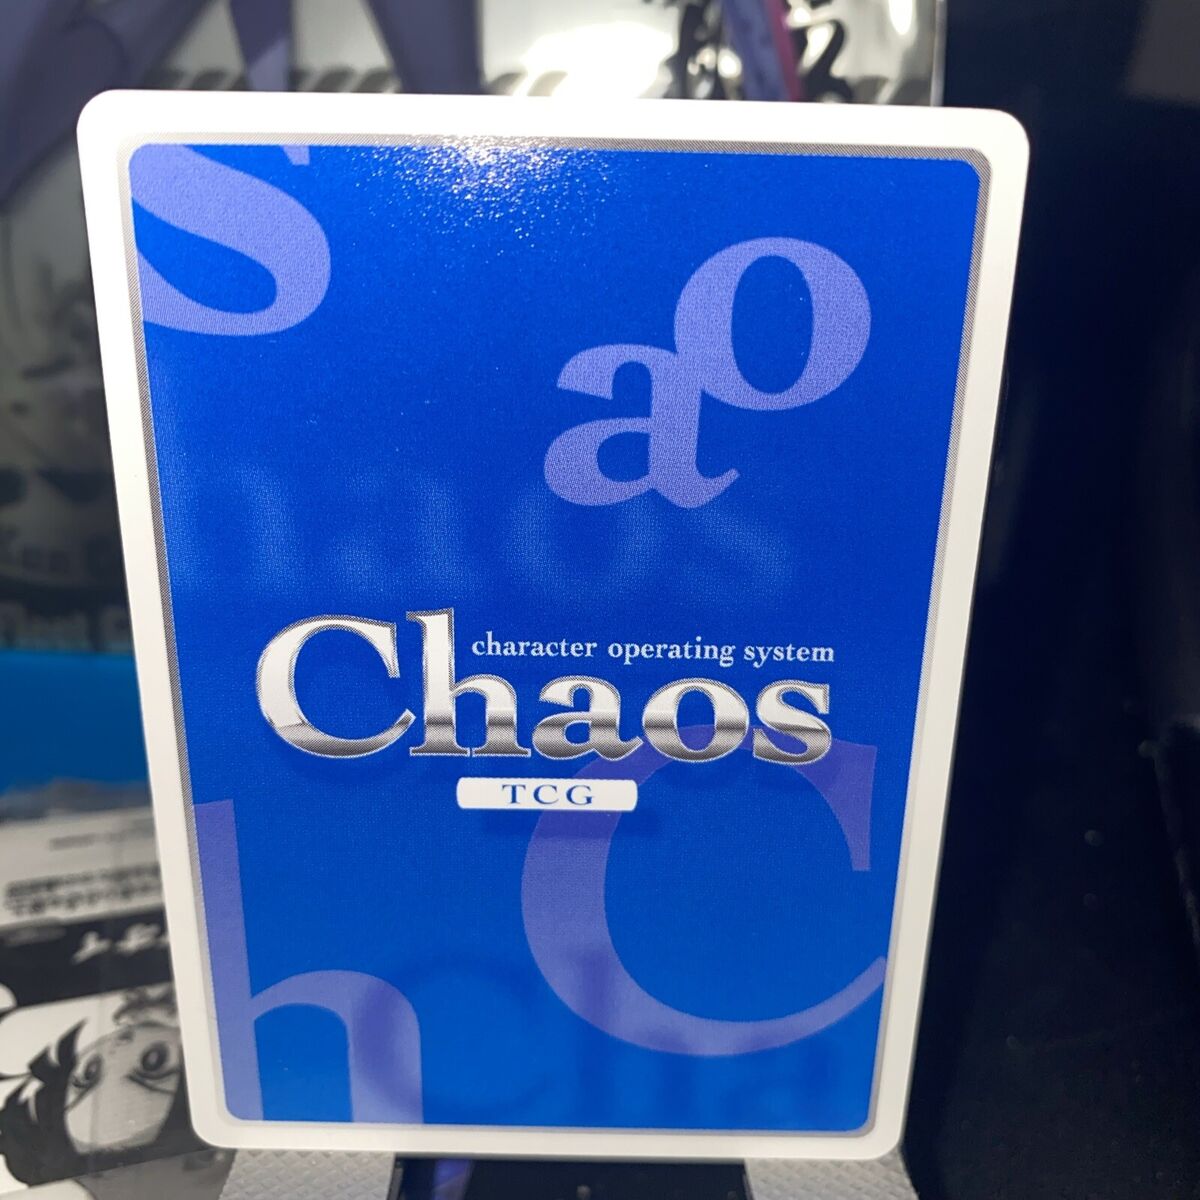 s
o
a
character operating system
Chaos
TCG
C
h